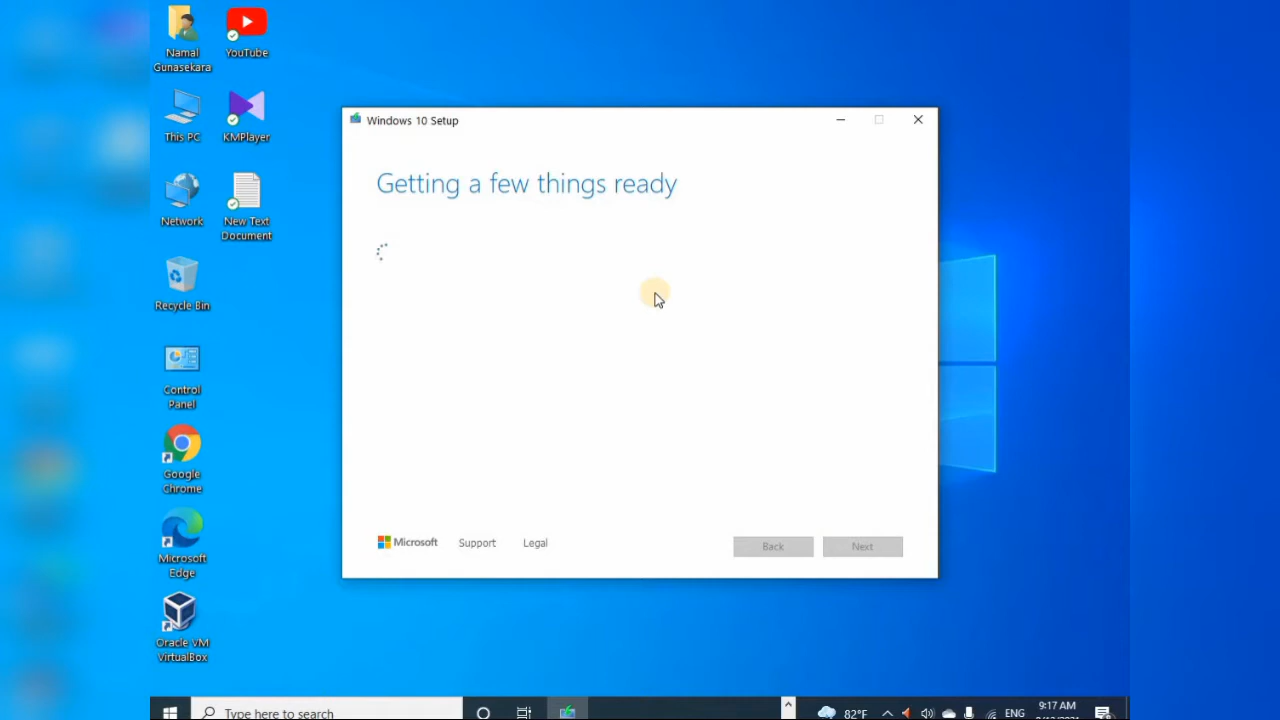 Namal
Gunasekara
YouTube
This PC
KMPlayer
Network
New Text
Document
Recycle Bin
Control
Panel
Google
Chrome
Microsoft
Edge
Oracle VM
VirtualBox
Windows 10 Setup
Getting a few things ready
Microsoft
Support
Legal
Back
Next
Type here to search
82°F
ENG
9:17 AM